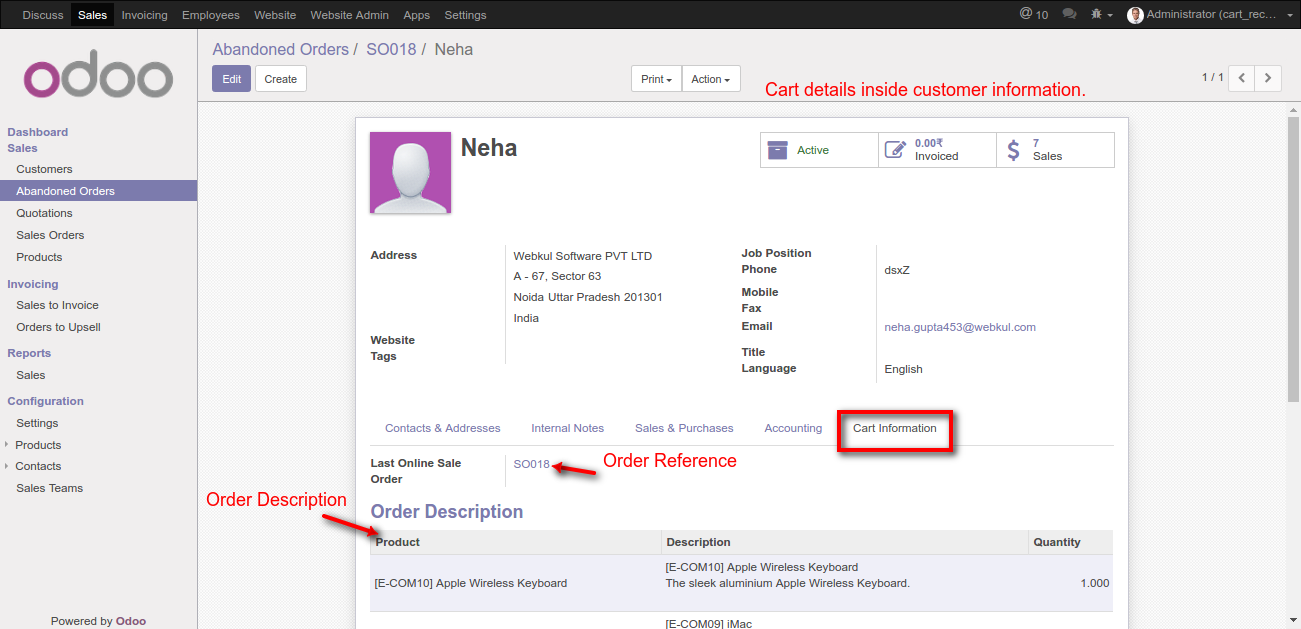 Discuss Sales Invoicing Employees Website Website Admin Apps Settings @ 10 Administrator (cart_rec...
odoo
Abandoned Orders / SO018 / Neha
Edit Create Print Action 1 / 1
Cart details inside customer information.
Dashboard
Sales
Customers
Abandoned Orders
Quotations
Sales Orders
Products
Invoicing
Sales to Invoice
Orders to Upsell
Reports
Sales
Configuration
Settings
Products
Contacts
Sales Teams
Powered by Odoo
Neha
Active
0.00₹
Invoiced
7
Sales
Address
Webkul Software PVT LTD
A - 67, Sector 63
Noida Uttar Pradesh 201301
India
Website
Tags
Job Position
Phone dsxZ
Mobile
Fax
Email neha.gupta453@webkul.com
Title
Language English
Contacts & Addresses Internal Notes Sales & Purchases Accounting Cart Information
Last Online Sale
Order
SO018
Order Reference
Order Description
Order Description
Product Description Quantity
[E-COM10] Apple Wireless Keyboard
[E-COM10] Apple Wireless Keyboard
The sleek aluminium Apple Wireless Keyboard.
1.000
[E-COM09] iMac